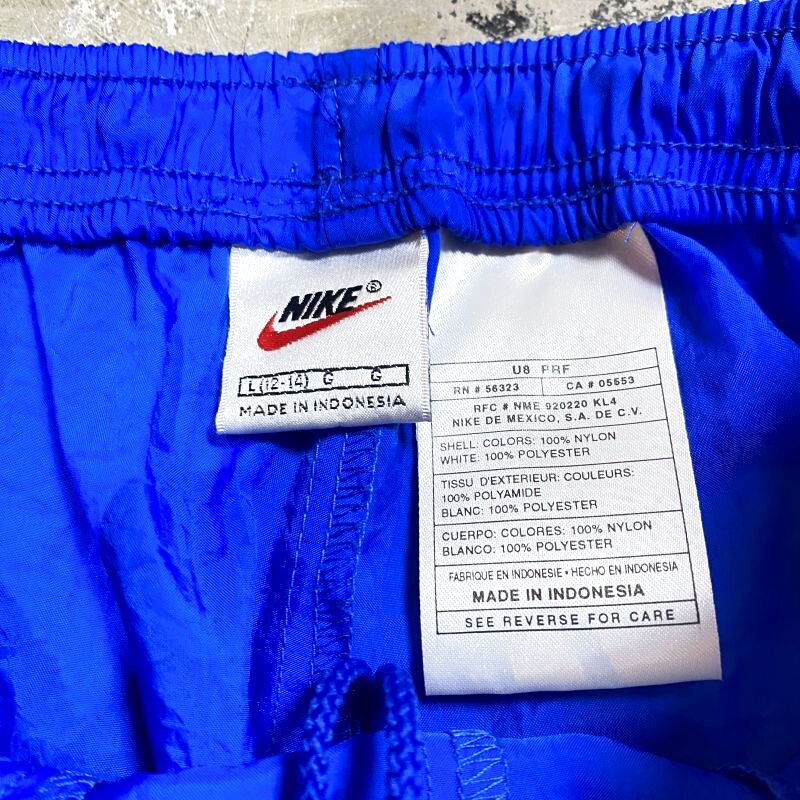 NIKE®
L (12-14) G G
MADE IN INDONESIA
U8 PRF
RN # 56323 CA # 05553
RFC # NME 920220 KL4
NIKE DE MEXICO, S.A. DE C.V.
SHELL: COLORS: 100% NYLON
WHITE: 100% POLYESTER
TISSU D'EXTERIEUR: COULEURS:
100% POLYAMIDE
BLANC: 100% POLYESTER
CUERPO: COLORES: 100% NYLON
BLANCO: 100% POLYESTER
FABRIQUE EN INDONESIE • HECHO EN INDONESIA
MADE IN INDONESIA
SEE REVERSE FOR CARE